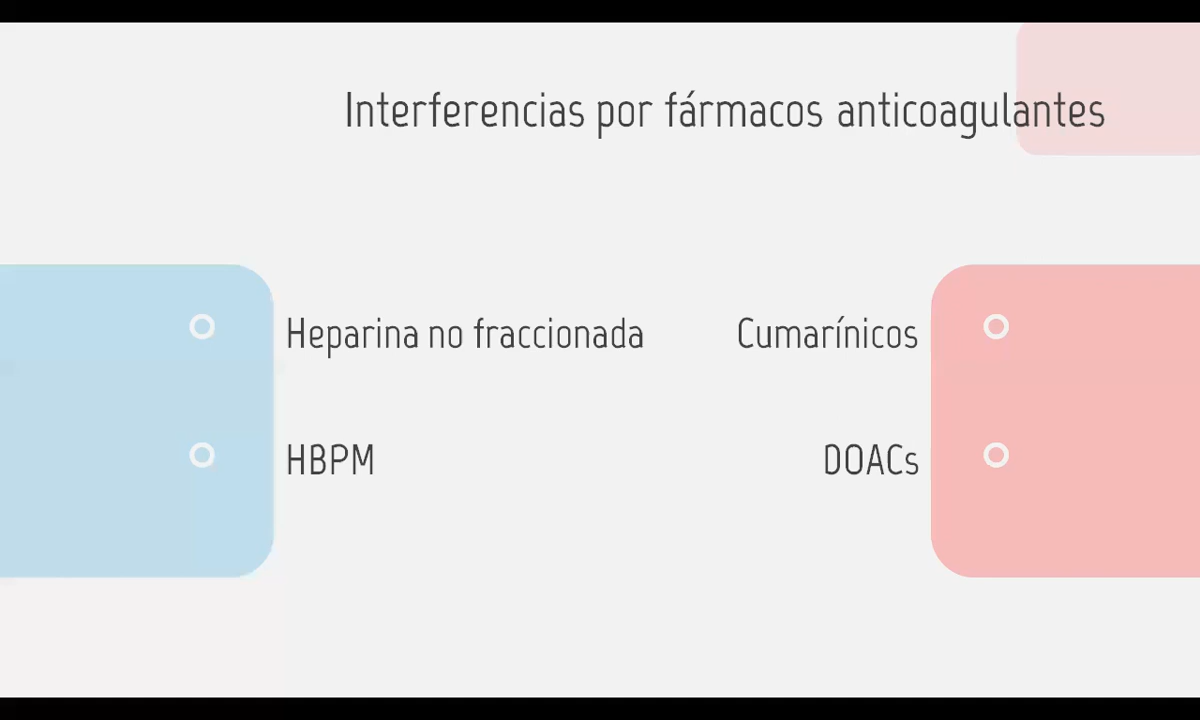 Interferencias por fármacos anticoagulantes
Heparina no fraccionada
Cumarínicos
HBPM
DOACs